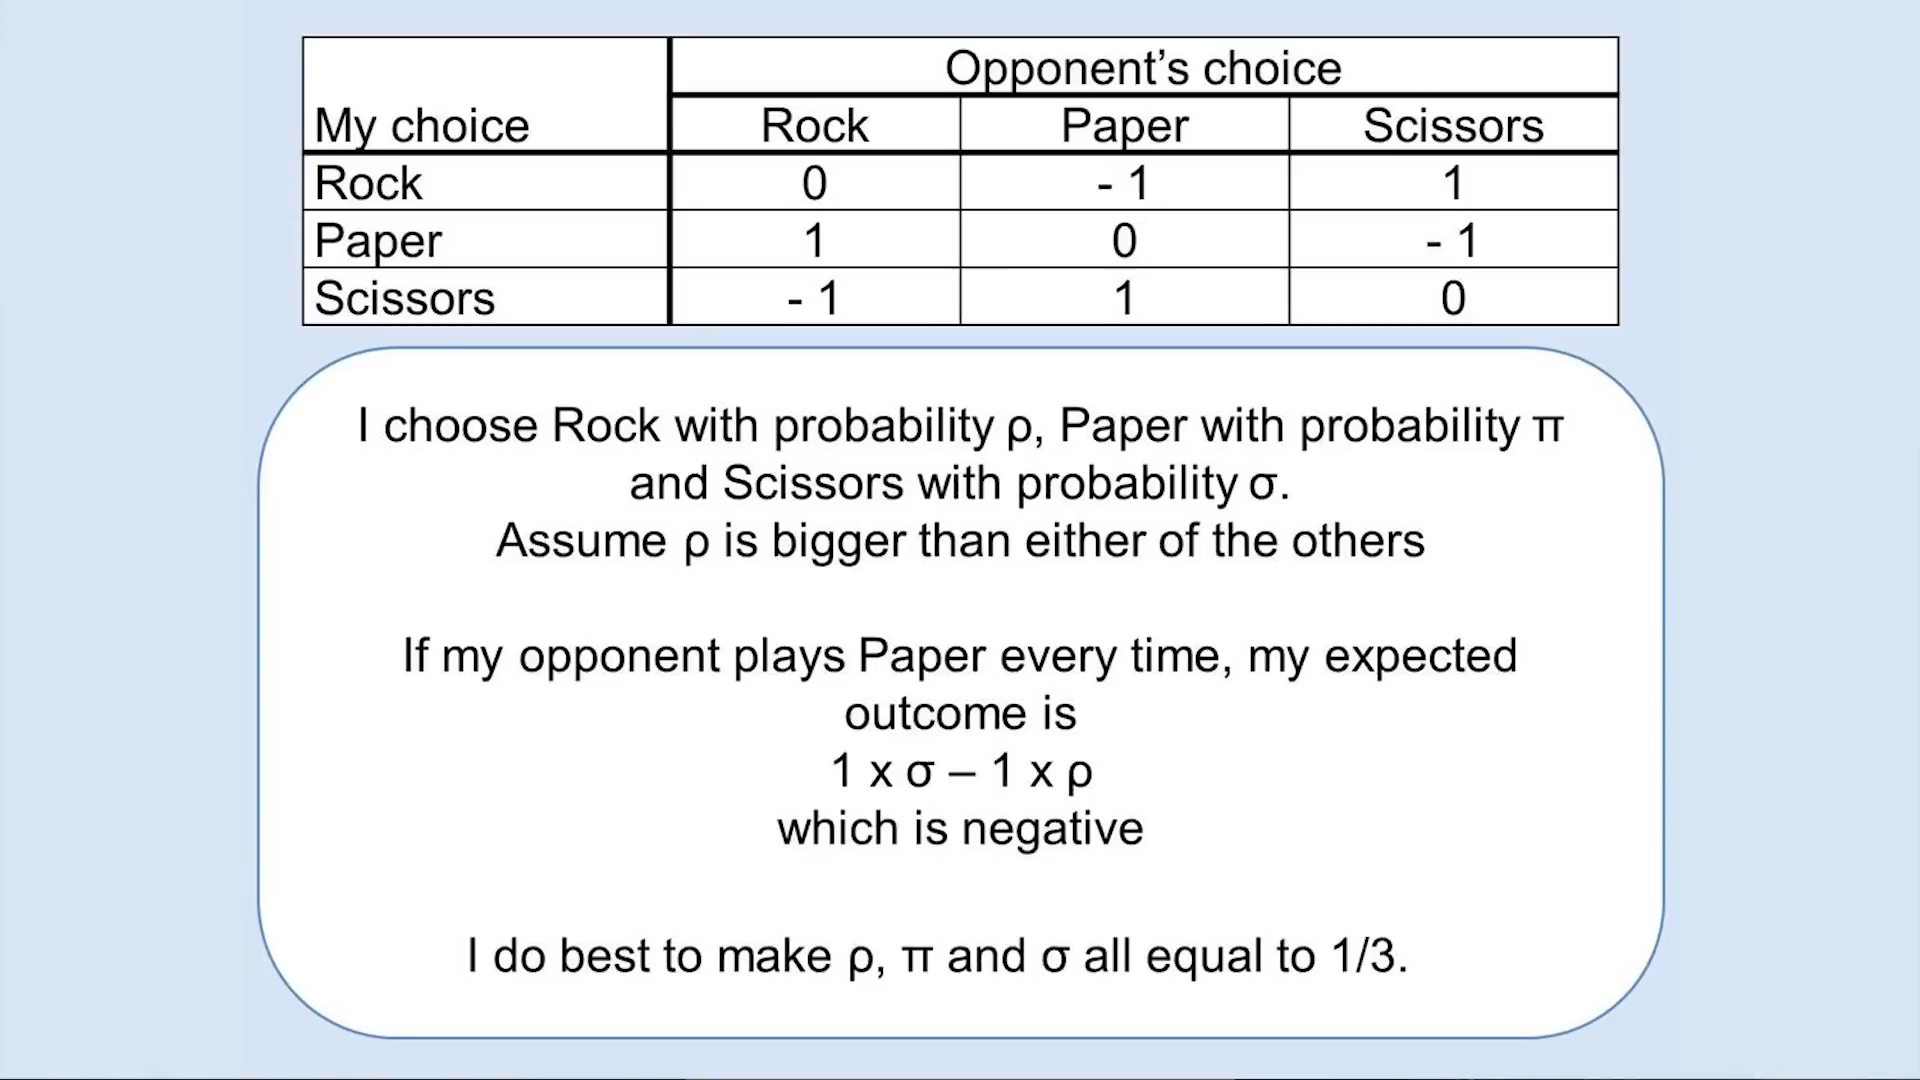 Opponent’s choice
My choice Rock Paper Scissors
Rock 0 - 1 1
Paper 1 0 - 1
Scissors - 1 1 0
I choose Rock with probability ρ, Paper with probability π
and Scissors with probability σ.
Assume ρ is bigger than either of the others
If my opponent plays Paper every time, my expected
outcome is
1 x σ – 1 x ρ
which is negative
I do best to make ρ, π and σ all equal to 1/3.